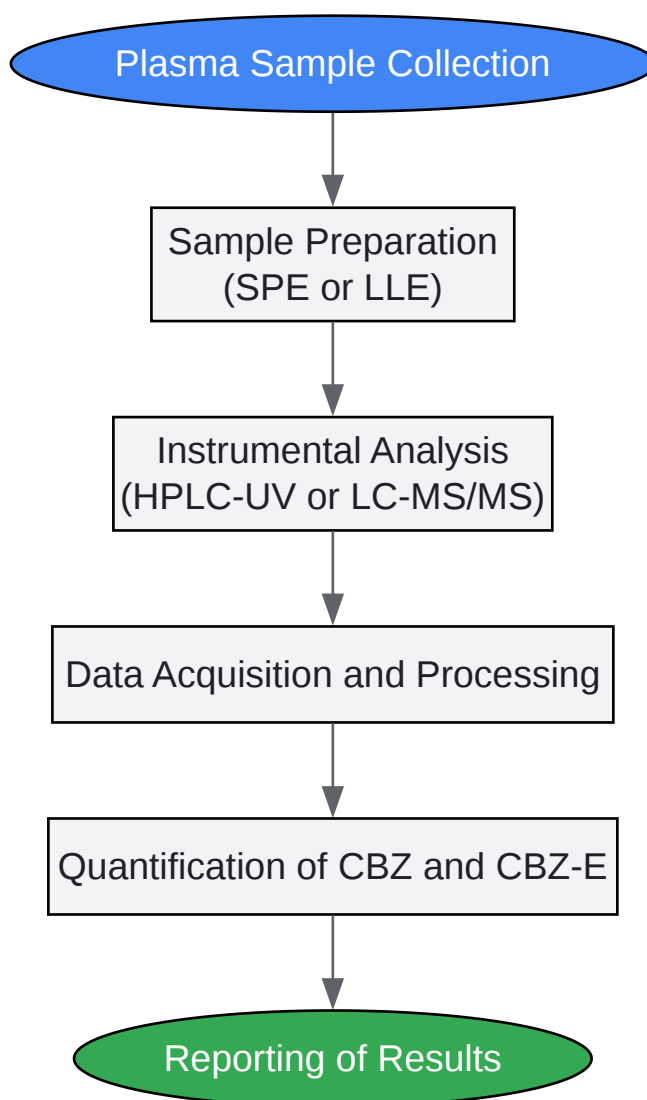 Plasma Sample Collection
Sample Preparation
(SPE or LLE)
Instrumental Analysis
(HPLC-UV or LC-MS/MS)
Data Acquisition and Processing
Quantification of CBZ and CBZ-E
Reporting of Results